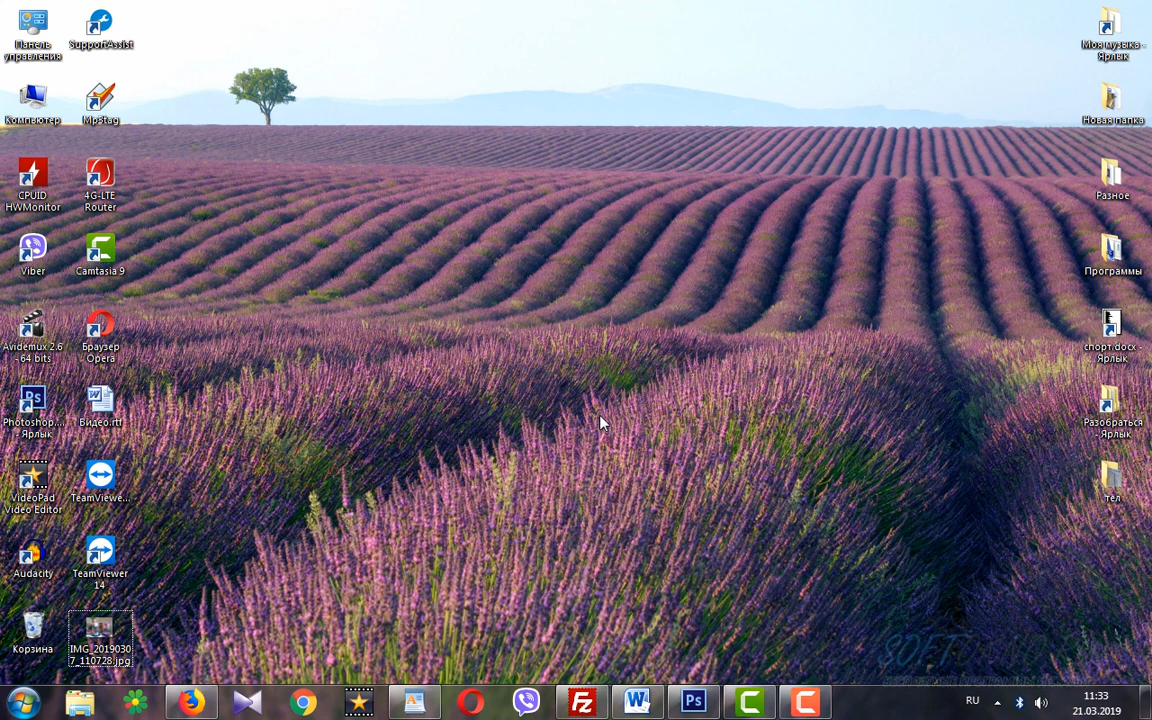 Панель
управления
SupportAssist
Компьютер
Mp3tag
CPUID
HWMonitor
4G-LTE
Router
Viber
Camtasia 9
Avidemux 2.6
- 64 bits
Браузер
Opera
Photoshop....
- Ярлык
Видео.rtf
VideoPad
Video Editor
TeamViewe...
Audacity
TeamViewer
14
Корзина
IMG_2019030
7_110728.jpg
Моя музыка -
Ярлык
Новая папка
Разное
Программы
спорт.docx -
Ярлык
Разобраться
- Ярлык
тел
RU
11:33
21.03.2019